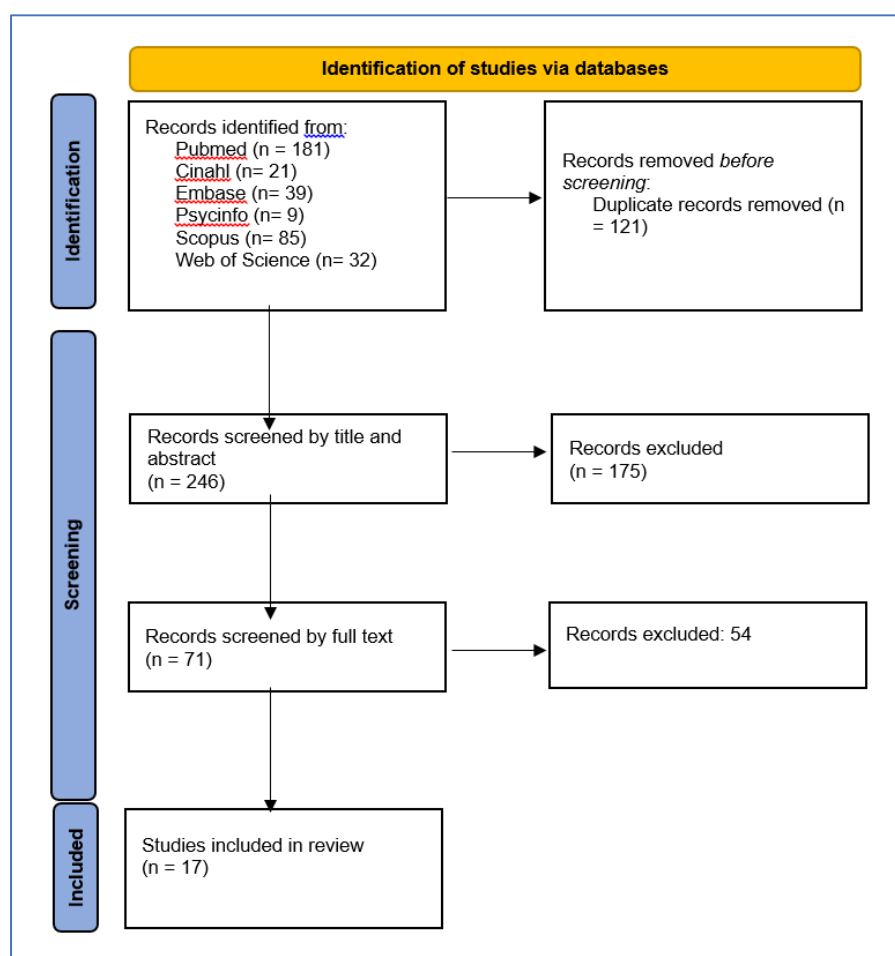 Identification of studies via databases
Identification
Records identified from:
Pubmed (n = 181)
Cinahl (n= 21)
Embase (n = 39)
Psycinfo (n= 9)
Scopus (n= 85)
Web of Science (n= 32)
Records removed before
screening:
Duplicate records removed (n
= 121)
Screening
Records screened by title and
abstract
(n = 246)
Records excluded
(n = 175)
Records screened by full text
(n = 71)
Records excluded: 54
Included
Studies included in review
(n = 17)